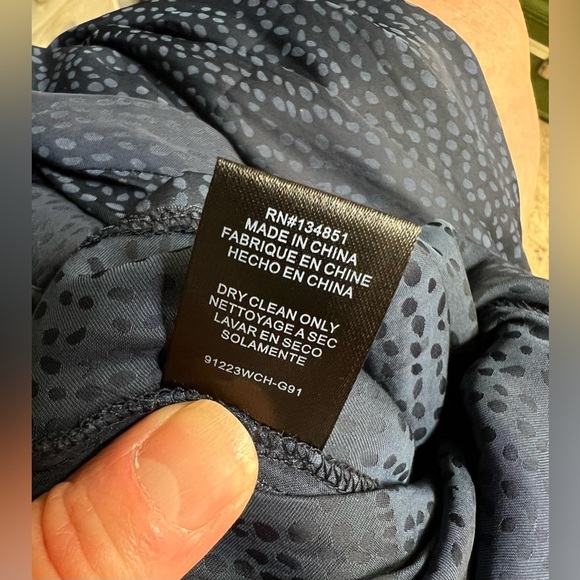 RN#134851
MADE IN CHINA
FABRIQUE EN CHINE
HECHO EN CHINA
DRY CLEAN ONLY
NETTOYAGE A SEC
LAVAR EN SECO
SOLAMENTE
91223WCH-G91